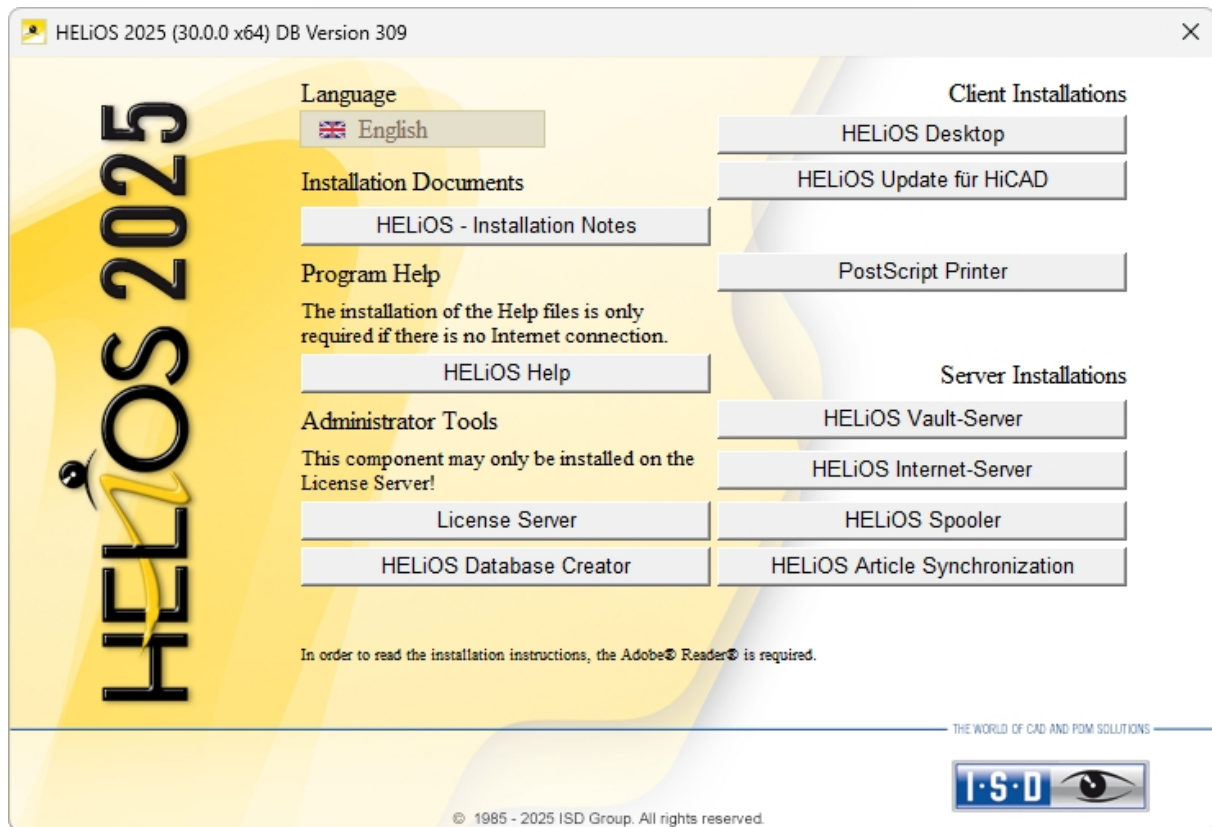 HELiOS 2025 (30.0.0 x64) DB Version 309
HELiOS 2025
Language
English
Installation Documents
HELiOS - Installation Notes
Program Help
The installation of the Help files is only
required if there is no Internet connection.
HELiOS Help
Administrator Tools
This component may only be installed on the
License Server!
License Server
HELiOS Database Creator
Client Installations
HELiOS Desktop
HELiOS Update für HiCAD
PostScript Printer
Server Installations
HELiOS Vault-Server
HELiOS Internet-Server
HELiOS Spooler
HELiOS Article Synchronization
In order to read the installation instructions, the Adobe® Reader® is required.
THE WORLD OF CAD AND PDM SOLUTIONS
I·S·D
© 1985 - 2025 ISD Group. All rights reserved.